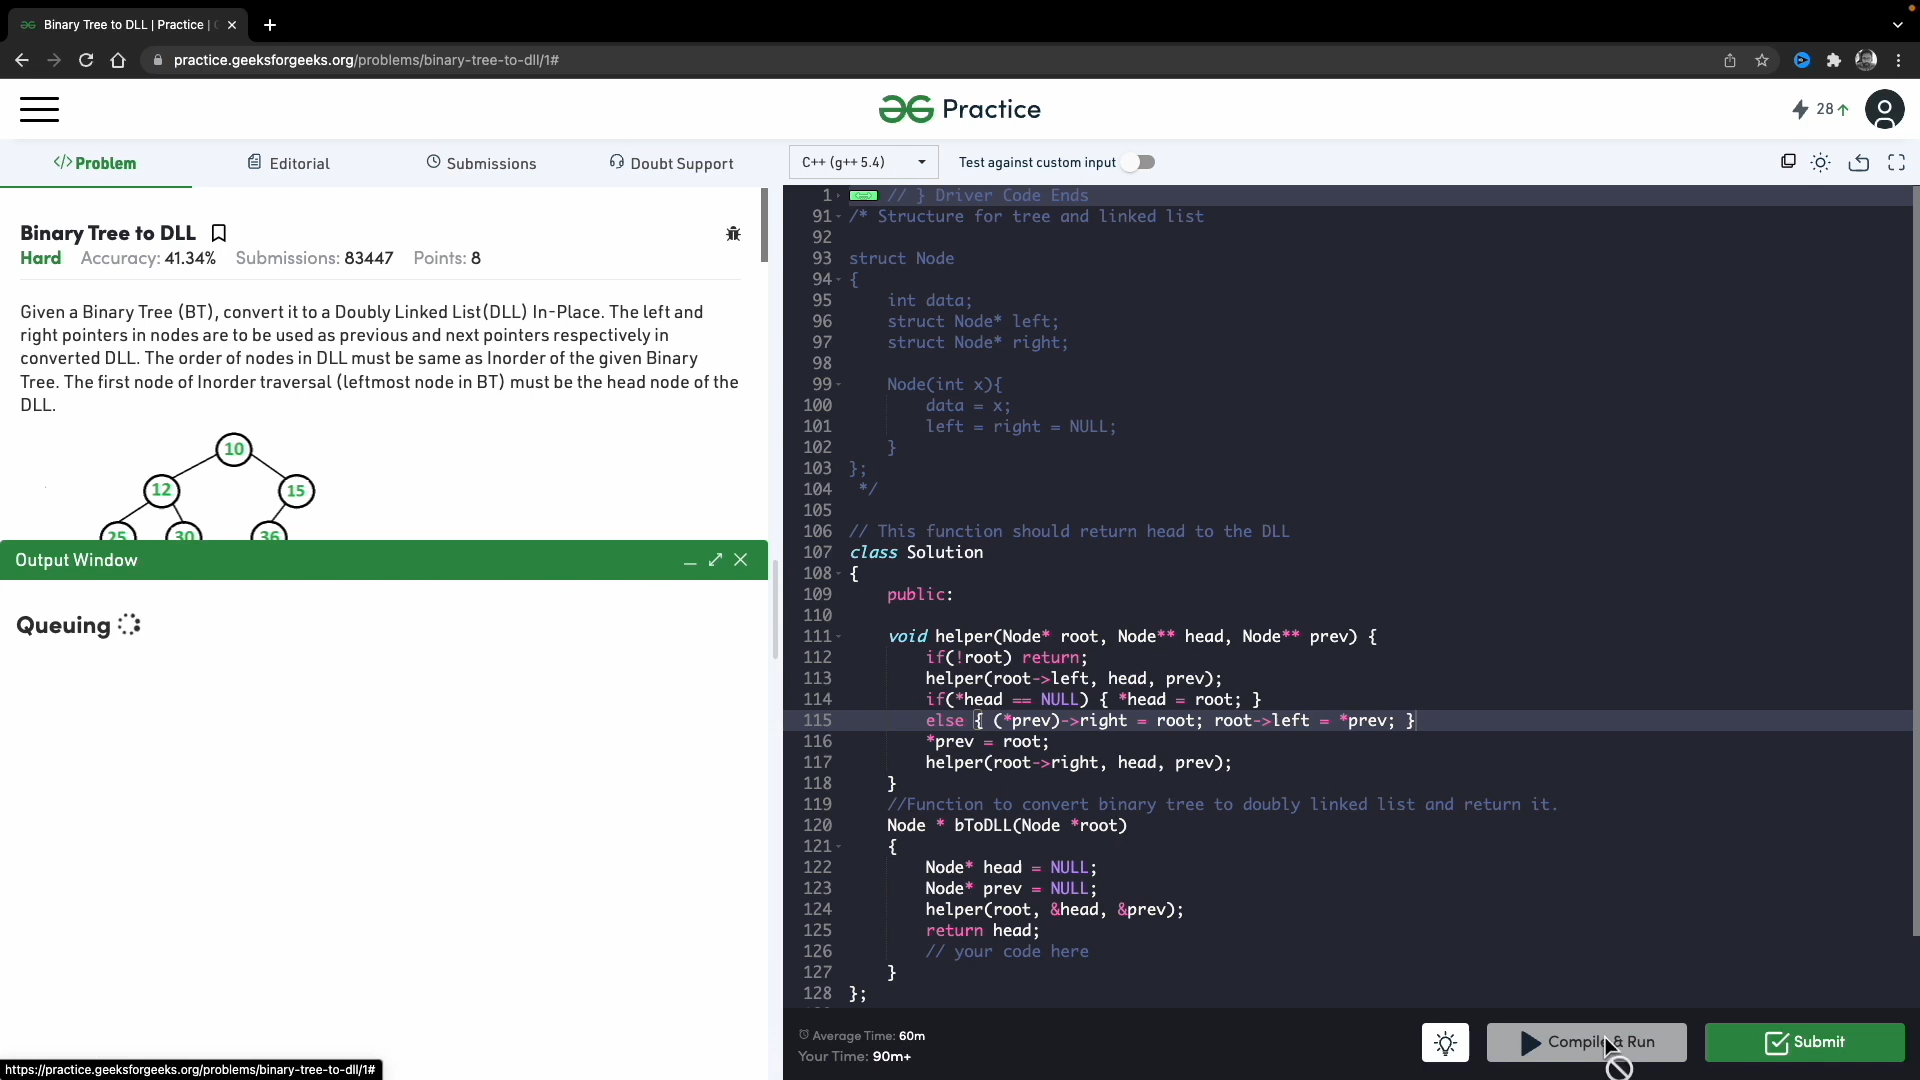 Binary Tree to DLL | Practice |
practice.geeksforgeeks.org/problems/binary-tree-to-dll/1#
Practice
28
Problem
Editorial
Submissions
Doubt Support
C++ (g++ 5.4)
Test against custom input
Binary Tree to DLL
Hard Accuracy: 41.34% Submissions: 83447 Points: 8
Given a Binary Tree (BT), convert it to a Doubly Linked List(DLL) In-Place. The left and
right pointers in nodes are to be used as previous and next pointers respectively in
converted DLL. The order of nodes in DLL must be same as Inorder of the given Binary
Tree. The first node of Inorder traversal (leftmost node in BT) must be the head node of the
DLL.
10
12 15
25 30 36
Output Window
Queuing
https://practice.geeksforgeeks.org/problems/binary-tree-to-dll/1#
1 // } Driver Code Ends
91 /* Structure for tree and linked list
92
93 struct Node
94 {
95 int data;
96 struct Node* left;
97 struct Node* right;
98
99 Node(int x){
100 data = x;
101 left = right = NULL;
102 }
103 };
104 */
105
106 // This function should return head to the DLL
107 class Solution
108 {
109 public:
110
111 void helper(Node* root, Node** head, Node** prev) {
112 if(!root) return;
113 helper(root->left, head, prev);
114 if(*head == NULL) { *head = root; }
115 else { (*prev)->right = root; root->left = *prev; }
116 *prev = root;
117 helper(root->right, head, prev);
118 }
119 //Function to convert binary tree to doubly linked list and return it.
120 Node * bToDLL(Node *root)
121 {
122 Node* head = NULL;
123 Node* prev = NULL;
124 helper(root, &head, &prev);
125 return head;
126 // your code here
127 }
128 };
Average Time: 60m
Your Time: 90m+
Compile & Run
Submit